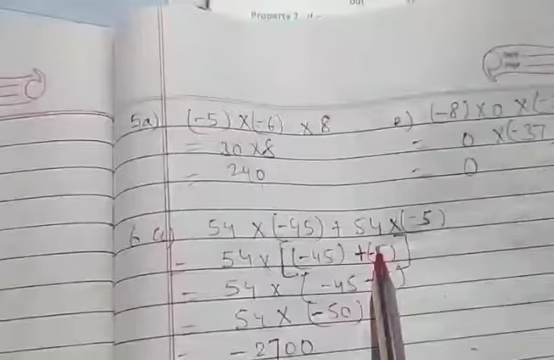 Property 2
5a) (-5) x (-6) x 8
= 30 x 8
= 240
e) (-8) x 0 x (-
= 0 x (-37
= 0
6 a) 54 x (-45) + 54 x (-5)
= 54 x [(-45) + (-5)]
= 54 x [-45
= 54 x (-50)
= -2700